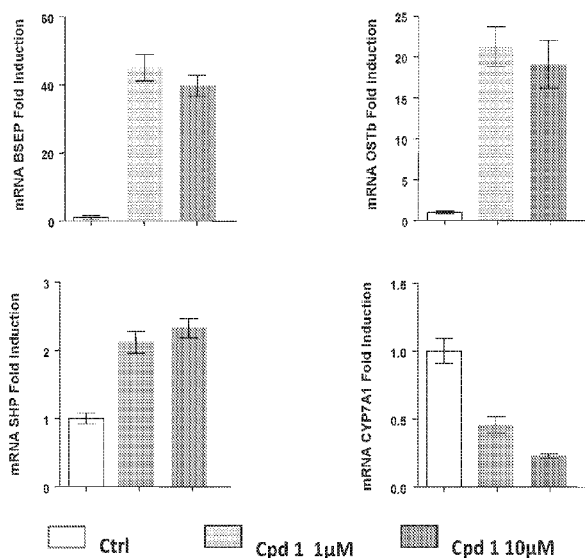 mRNA BSEP Fold Induction
60
40
20
0
mRNA OSTb Fold Induction
25
20
15
10
5
0
mRNA SHP Fold Induction
3
2
1
0
mRNA CYP7A1 Fold Induction
1.5
1.0
0.5
0.0
Ctrl
Cpd 1 1µM
Cpd 1 10µM